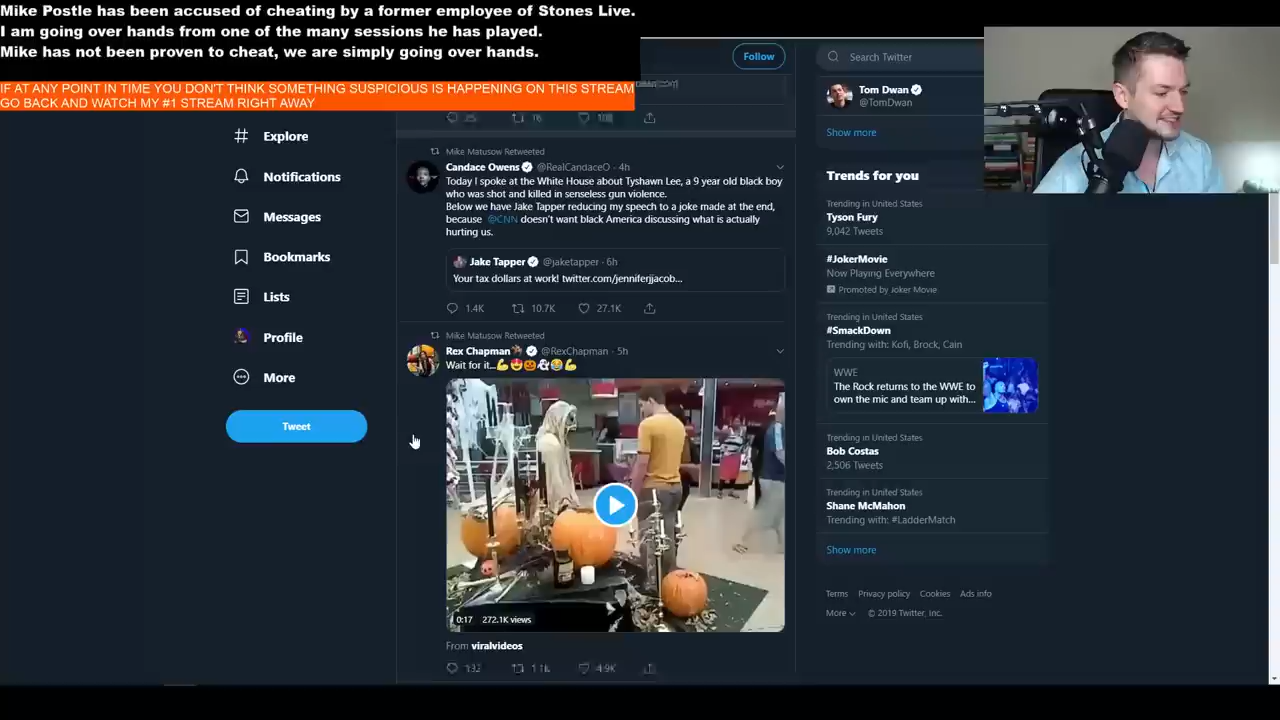 Mike Postle has been accused of cheating by a former employee of Stones Live.
I am going over hands from one of the many sessions he has played.
Mike has not been proven to cheat, we are simply going over hands.
IF AT ANY POINT IN TIME YOU DON'T THINK SOMETHING SUSPICIOUS IS HAPPENING ON THIS STREAM
GO BACK AND WATCH MY #1 STREAM RIGHT AWAY
Explore
Notifications
Messages
Bookmarks
Lists
Profile
More
Tweet
Follow
16
Mike Matusow Retweeted
Candace Owens @RealCandaceO · 4h
Today I spoke at the White House about Tyshawn Lee, a 9 year old black boy
who was shot and killed in senseless gun violence.
Below we have Jake Tapper reducing my speech to a joke made at the end,
because @CNN doesn't want black America discussing what is actually
hurting us.
Jake Tapper @jaketapper · 6h
Your tax dollars at work! twitter.com/jenniferjjacob...
1.4K 10.7K 27.1K
Mike Matusow Retweeted
Rex Chapman @RexChapman · 5h
Wait for it...💪😍🎃👻😂💪
0:17 272.1K views
From viralvideos
1.1K 4.9K
Search Twitter
Tom Dwan
@TomDwan
Show more
Trends for you
Trending in United States
Tyson Fury
9,042 Tweets
#JokerMovie
Now Playing Everywhere
Promoted by Joker Movie
Trending in United States
#SmackDown
Trending with: Kofi, Brock, Cain
WWE
The Rock returns to the WWE to
own the mic and team up with...
Trending in United States
Bob Costas
2,506 Tweets
Trending in United States
Shane McMahon
Trending with: #LadderMatch
Show more
Terms Privacy policy Cookies Ads info
More © 2019 Twitter, Inc.